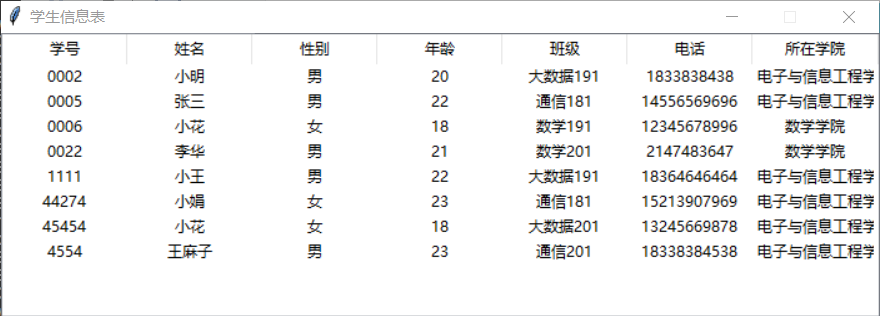 学生信息表
学号 姓名 性别 年龄 班级 电话 所在学院
0002 小明 男 20 大数据191 1833838438 电子与信息工程学
0005 张三 男 22 通信181 14556569696 电子与信息工程学
0006 小花 女 18 数学191 12345678996 数学学院
0022 李华 男 21 数学201 2147483647 数学学院
1111 小王 男 22 大数据191 18364646464 电子与信息工程学
44274 小娟 女 23 通信181 15213907969 电子与信息工程学
45454 小花 女 18 大数据201 13245669878 电子与信息工程学
4554 王麻子 男 23 通信201 18338384538 电子与信息工程学